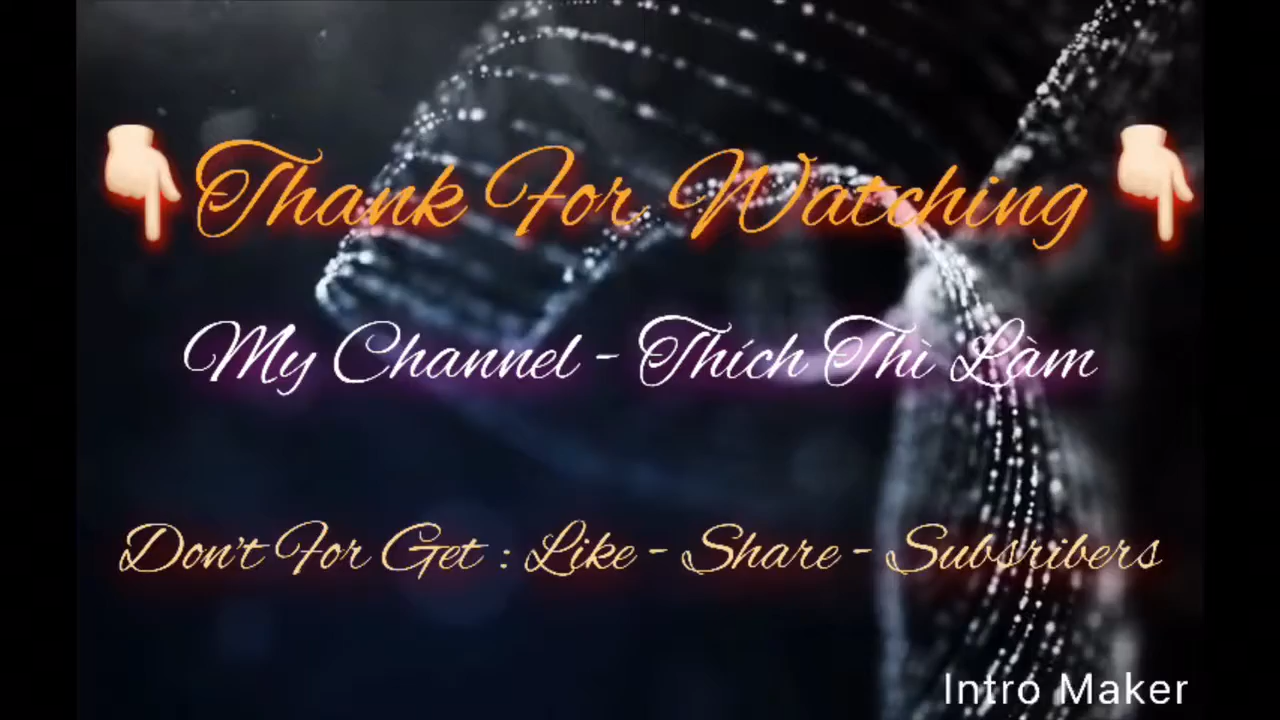 Thank For Watching
My Channel - Thích Thì Làm
Don't For Get : Like - Share - Subsribers
Intro Maker